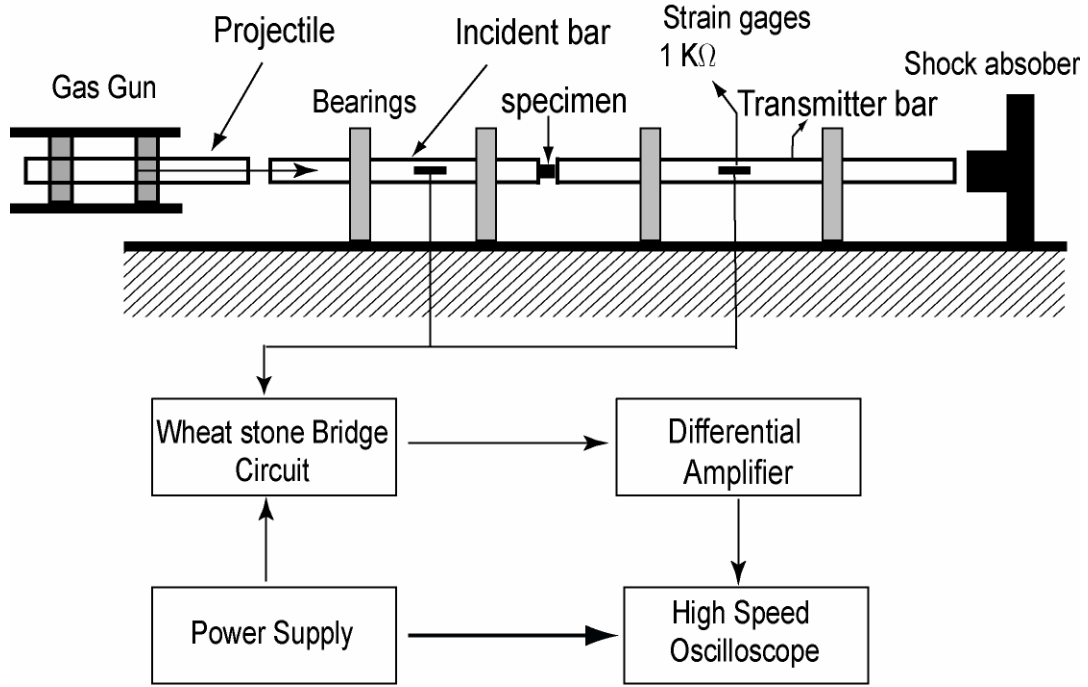 Projectile
Incident bar
Strain gages
1 KΩ
Gas Gun
Bearings
specimen
Transmitter bar
Shock absober
Wheat stone Bridge
Circuit
Differential
Amplifier
Power Supply
High Speed
Oscilloscope